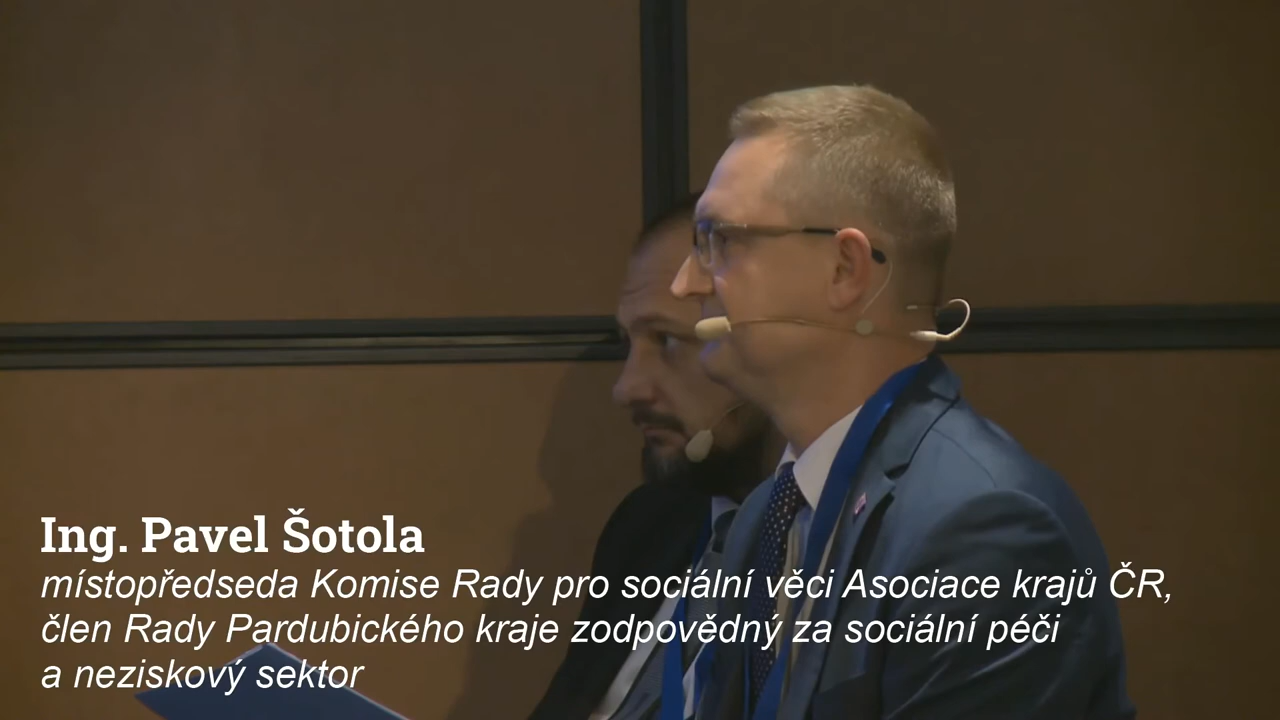 Ing. Pavel Šotola
místopředseda Komise Rady pro sociální věci Asociace krajů ČR,
člen Rady Pardubického kraje zodpovědný za sociální péči
a neziskový sektor